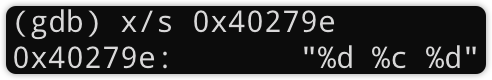 (gdb) x/s 0x40279e
0x40279e:      "%d %c %d"